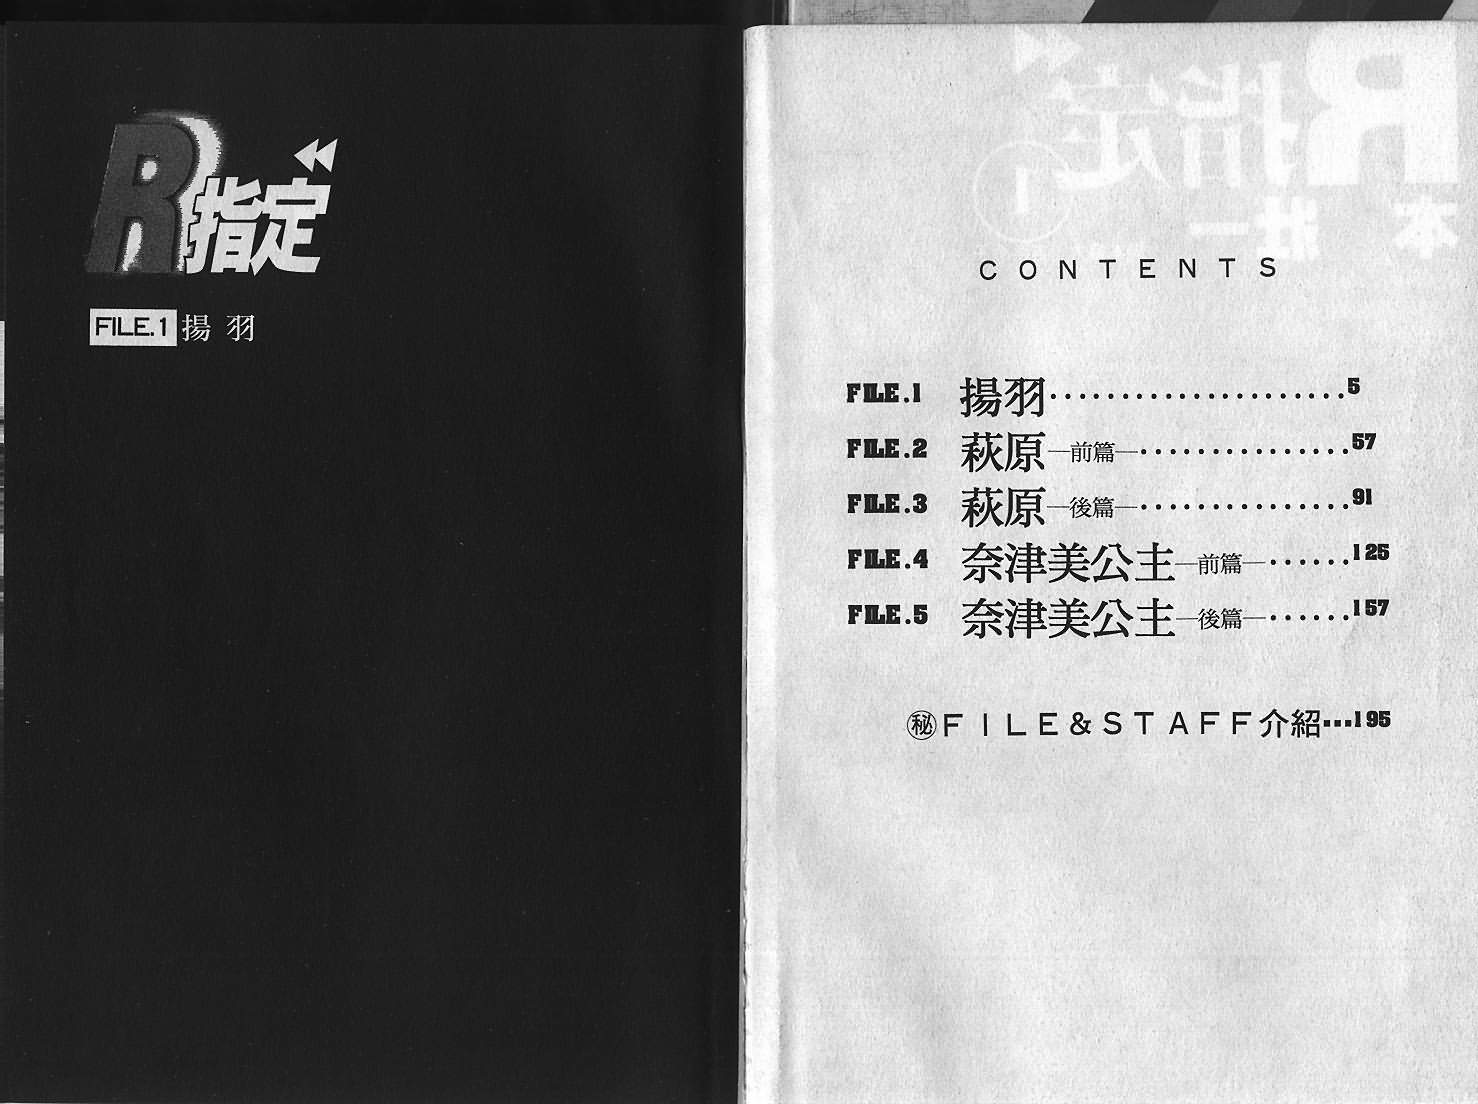 R指定
FILE.1 揚羽
CONTENTS
FILE.1 揚羽·····················5
FILE.2 萩原―前篇―···············57
FILE.3 萩原―後篇―···············91
FILE.4 奈津美公主―前篇―······125
FILE.5 奈津美公主―後篇―······157
㊙FILE&STAFF介紹···195